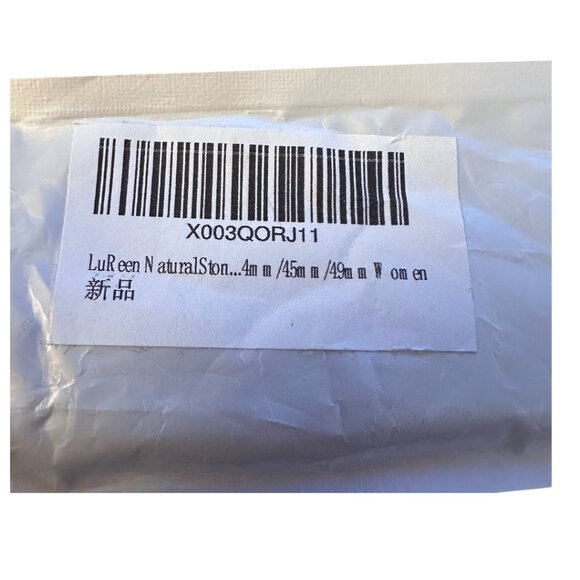 X003QORJ11
LuReen NaturalSton...4mm/45mm/49mm Women
新品